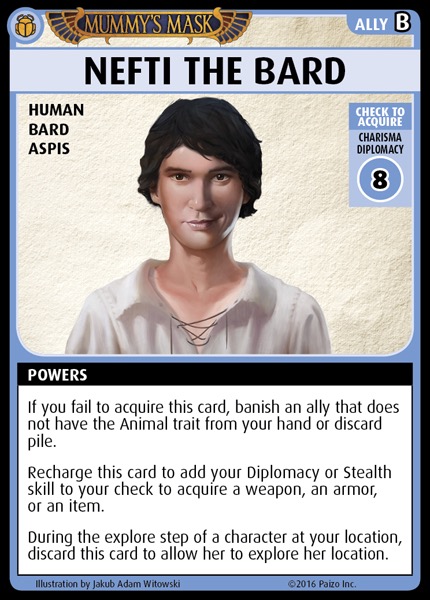 MUMMY'S MASK
ALLY B
NEFTI THE BARD
HUMAN
BARD
ASPIS
CHECK TO
ACQUIRE
CHARISMA
DIPLOMACY
8
POWERS
If you fail to acquire this card, banish an ally that does
not have the Animal trait from your hand or discard
pile.
Recharge this card to add your Diplomacy or Stealth
skill to your check to acquire a weapon, an armor,
or an item.
During the explore step of a character at your location,
discard this card to allow her to explore her location.
Illustration by Jakub Adam Witowski
©2016 Paizo Inc.